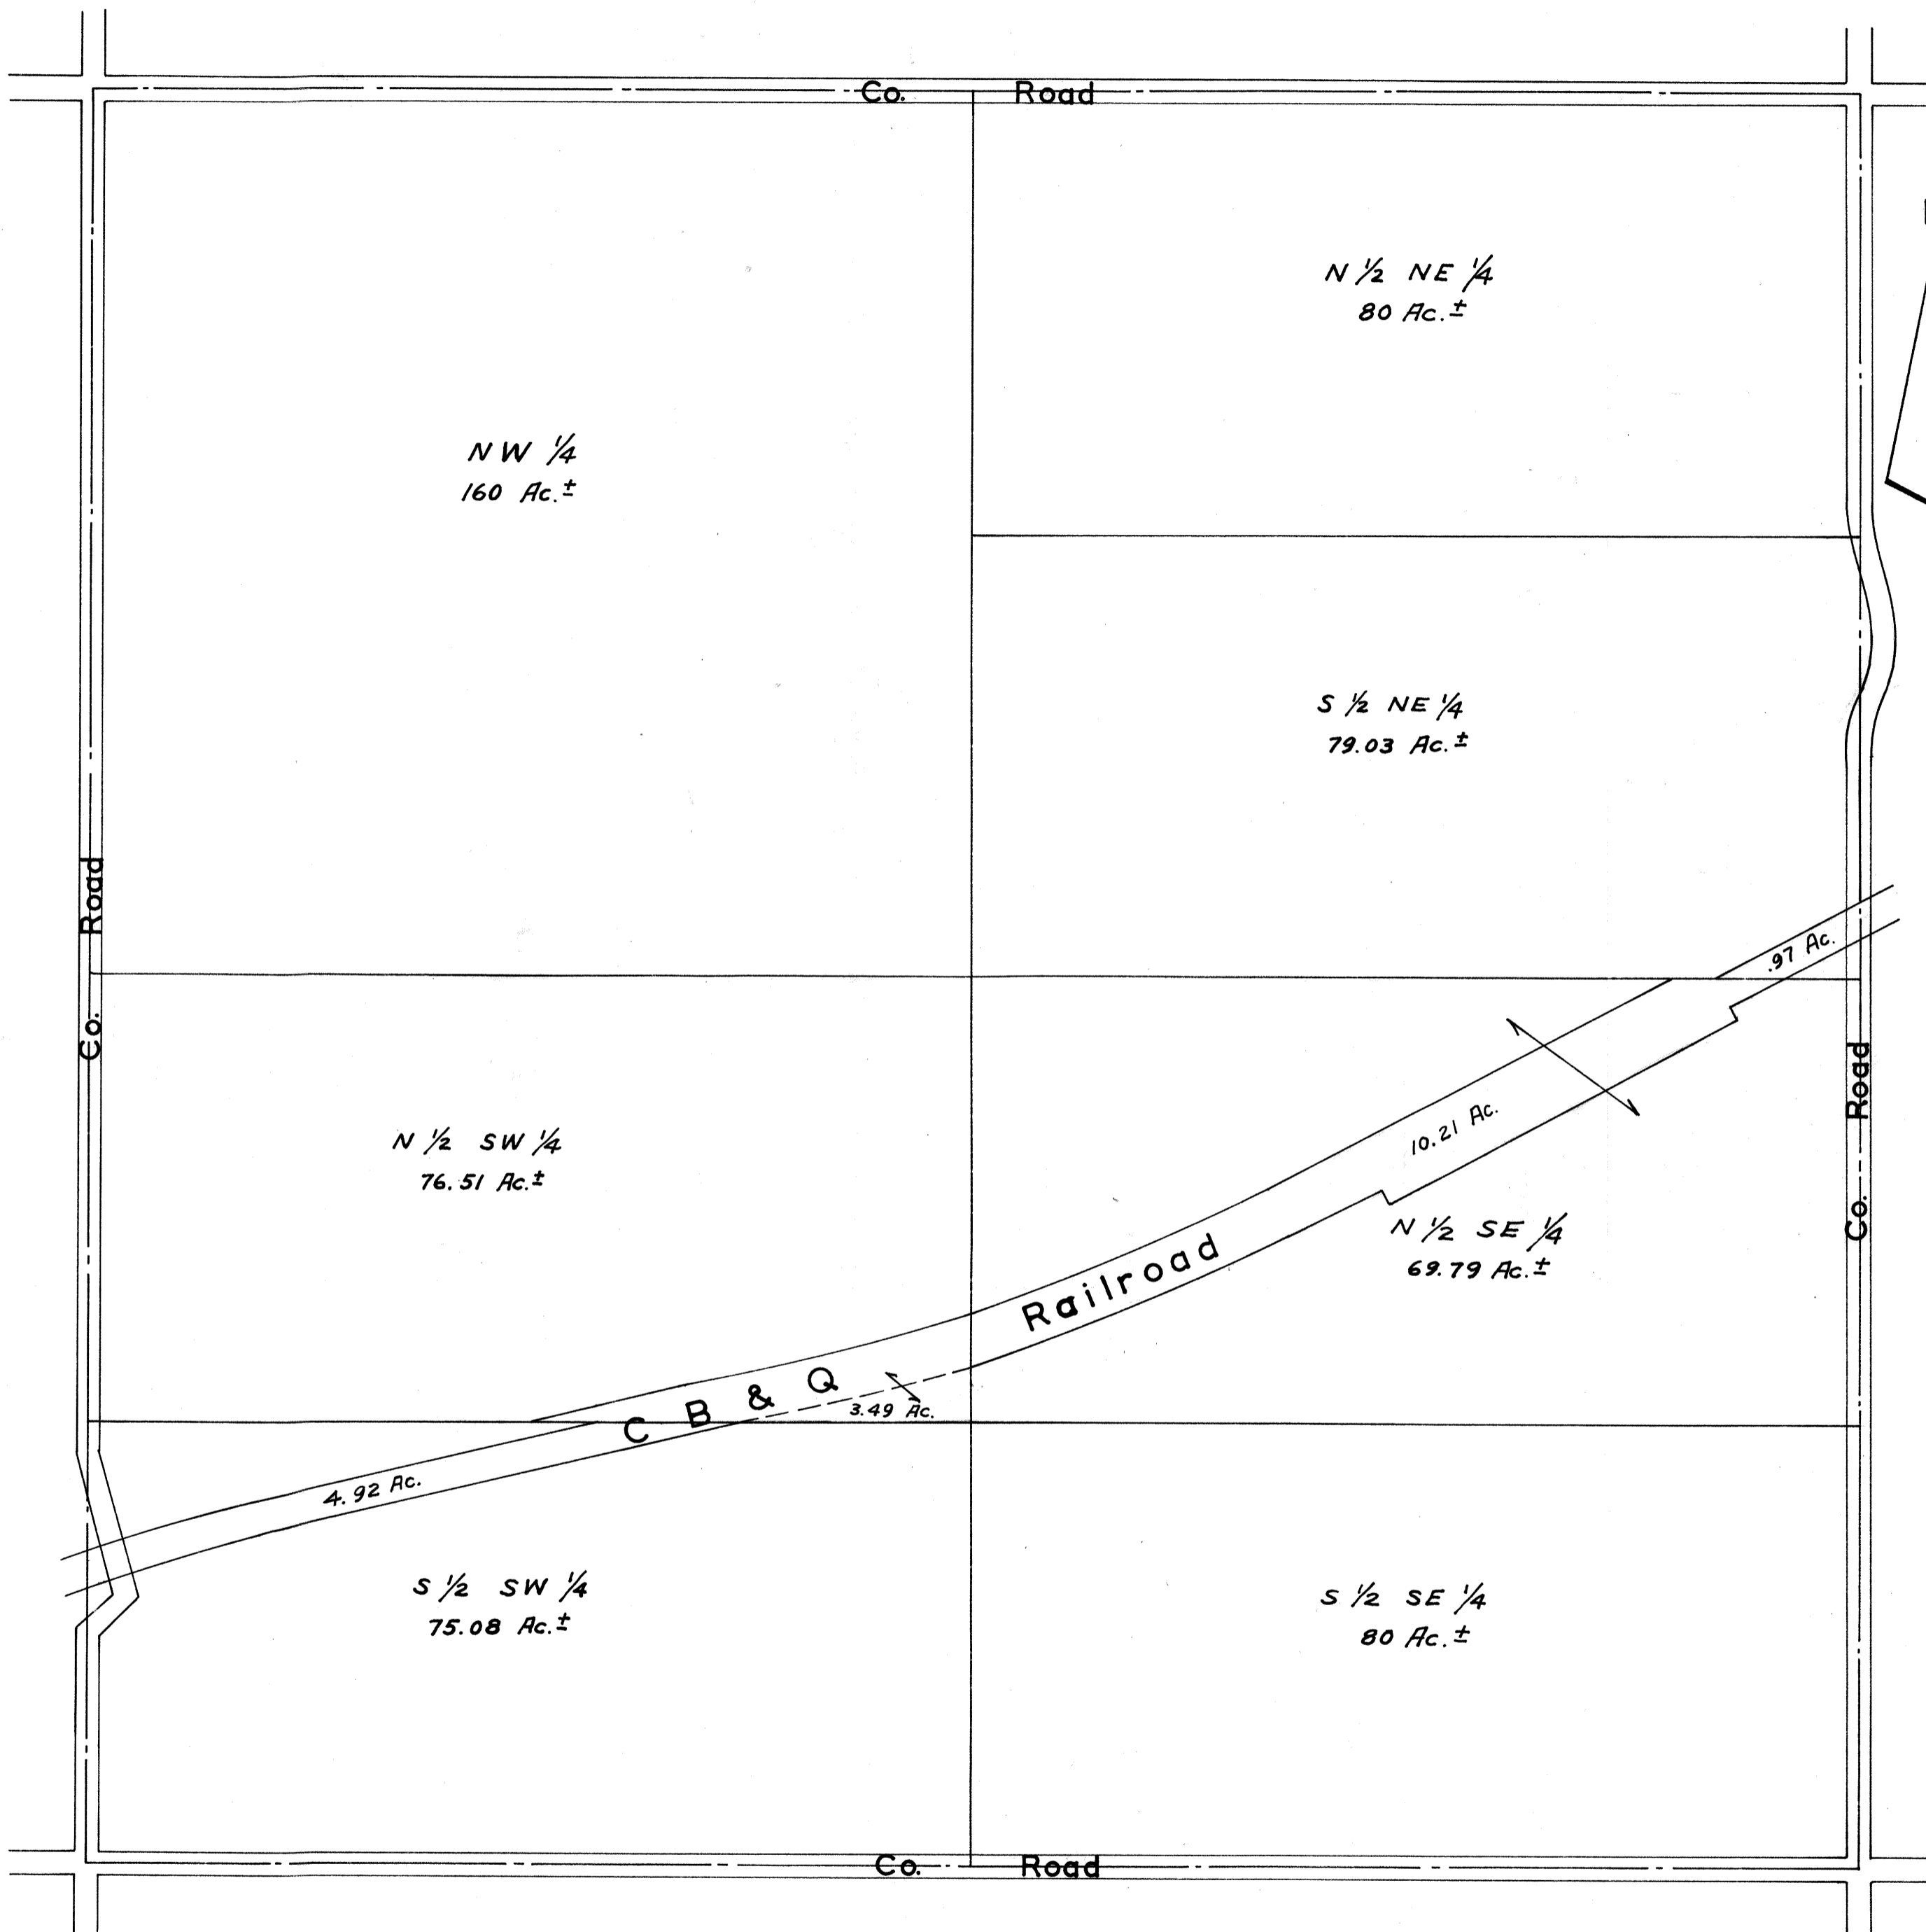 Co. Road
N ½ NE ¼
80 Ac.±
NW ¼
160 Ac.±
S ½ NE ¼
79.03 Ac.±
Co. Road
.97 Ac.
Co. Road
10.21 Ac.
N ½ SW ¼
76.51 Ac.±
N ½ SE ¼
69.79 Ac.±
C B & Q Railroad
3.49 Ac.
4.92 Ac.
S ½ SW ¼
75.08 Ac.±
S ½ SE ¼
80 Ac.±
Co. Road